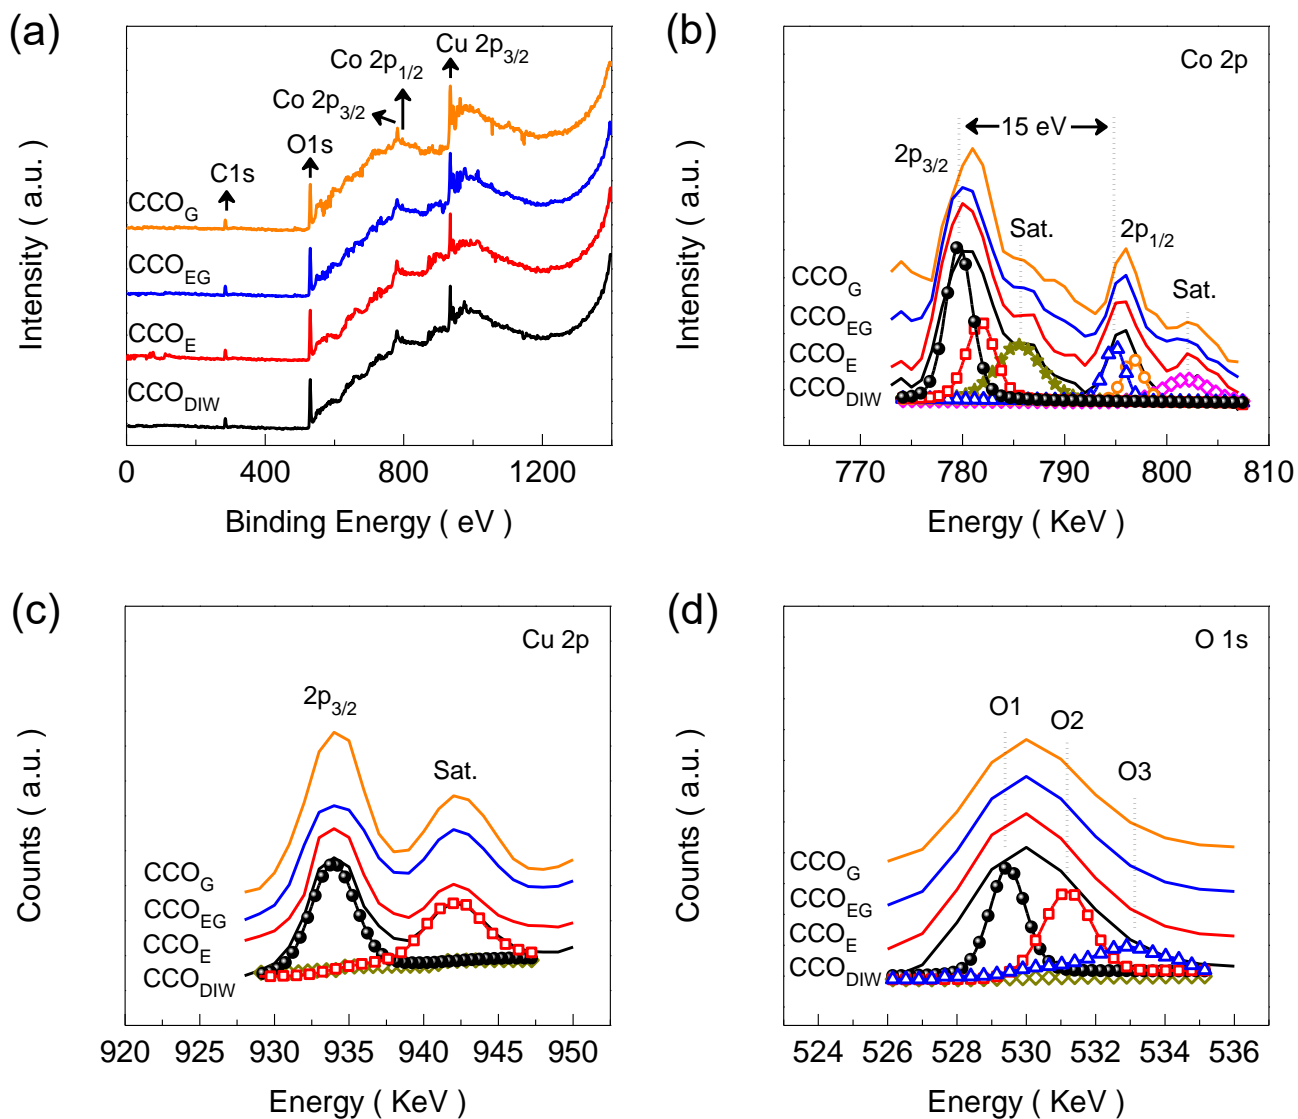 (a)
Cu 2p3/2
Co 2p1/2
Co 2p3/2
O1s
C1s
CCOG
CCOEG
CCOE
CCODIW
Intensity ( a.u. )
0 400 800 1200
Binding Energy ( eV )
(b)
Co 2p
15 eV
2p3/2
Sat.
2p1/2
Sat.
CCOG
CCOEG
CCOE
CCODIW
Intensity ( a.u. )
770 780 790 800 810
Energy ( KeV )
(c)
Cu 2p
2p3/2
Sat.
CCOG
CCOEG
CCOE
CCODIW
Counts ( a.u. )
920 925 930 935 940 945 950
Energy ( KeV )
(d)
O 1s
O1
O2
O3
CCOG
CCOEG
CCOE
CCODIW
Counts ( a.u. )
524 526 528 530 532 534 536
Energy ( KeV )